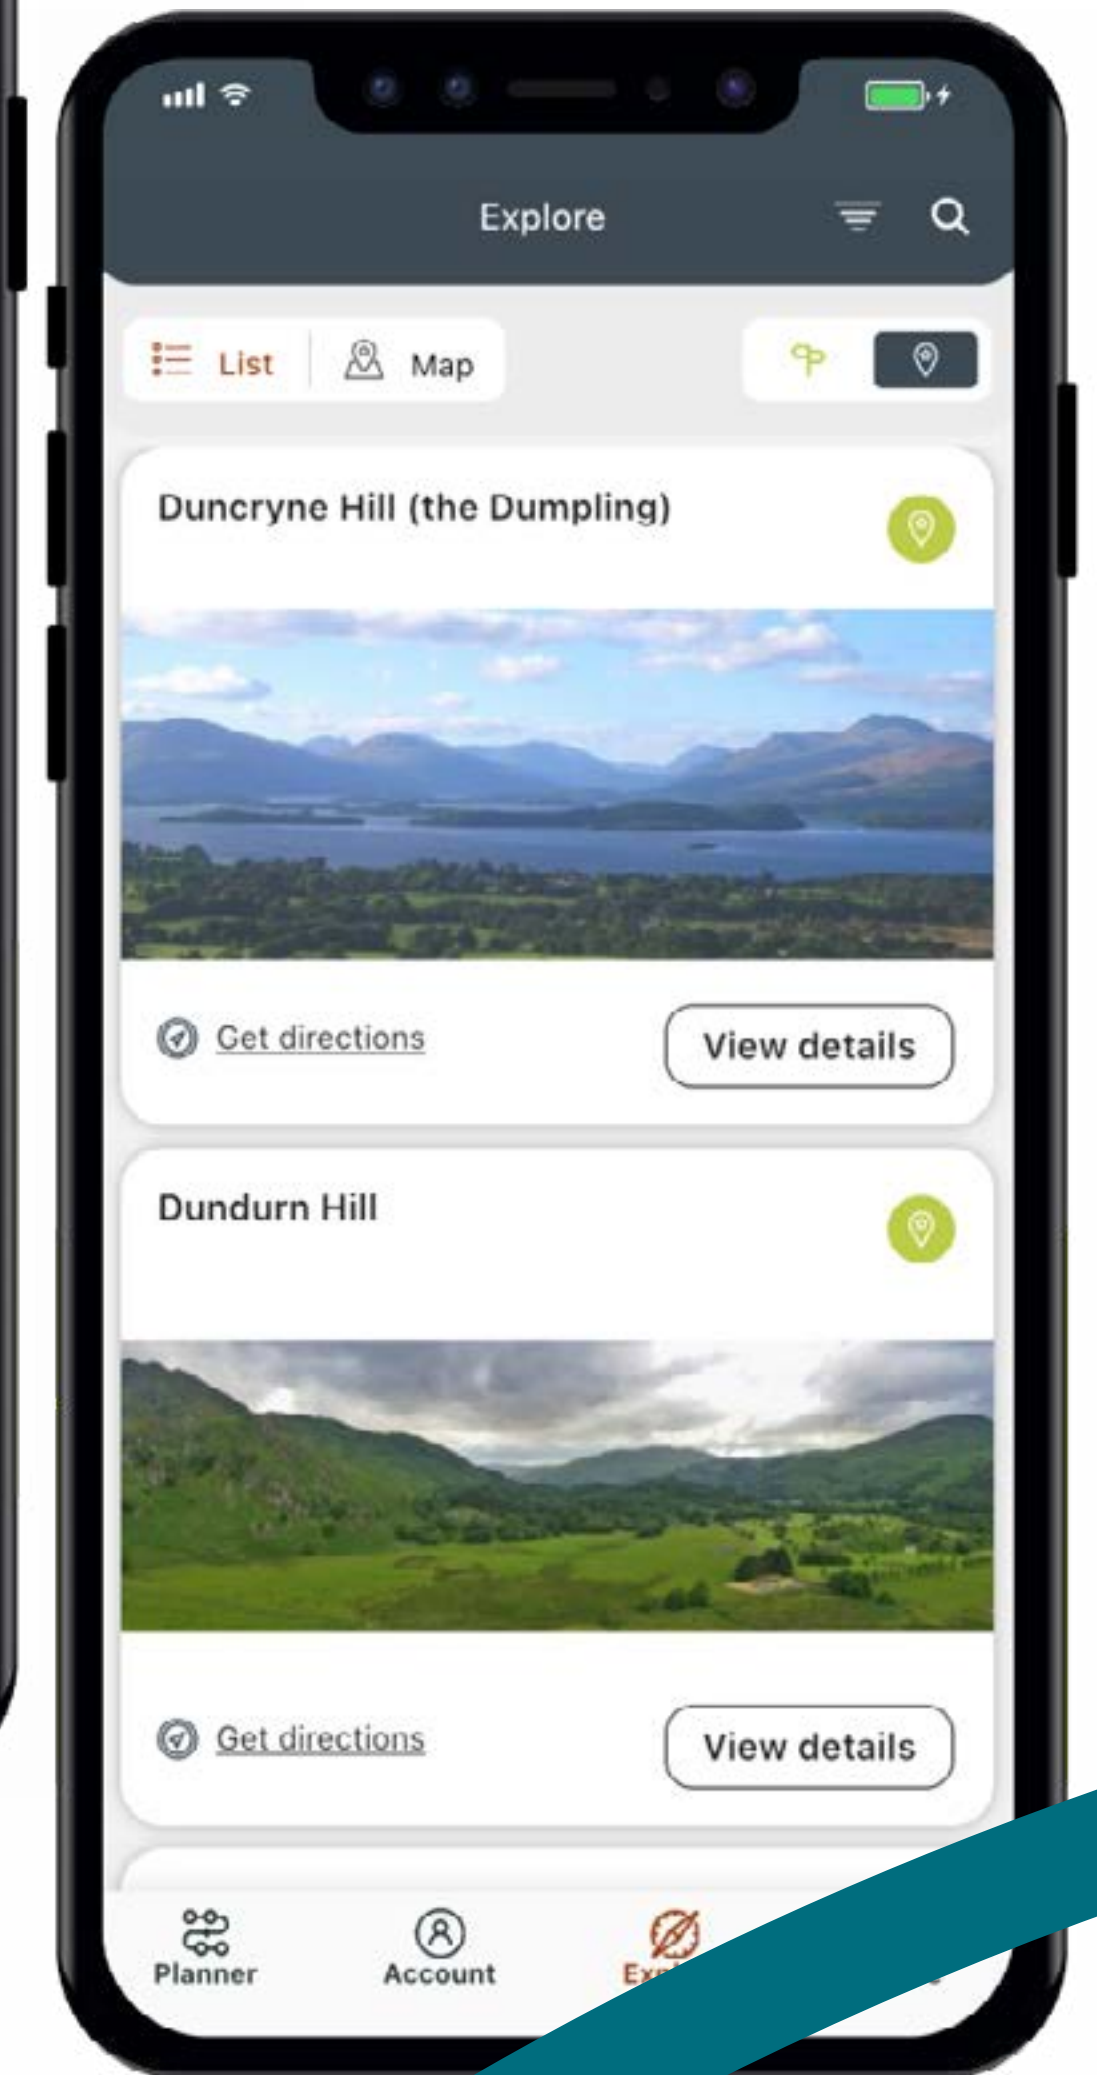 Explore
List
Map
Duncryne Hill (the Dumpling)
Get directions
View details
Dundurn Hill
Get directions
View details
Planner
Account